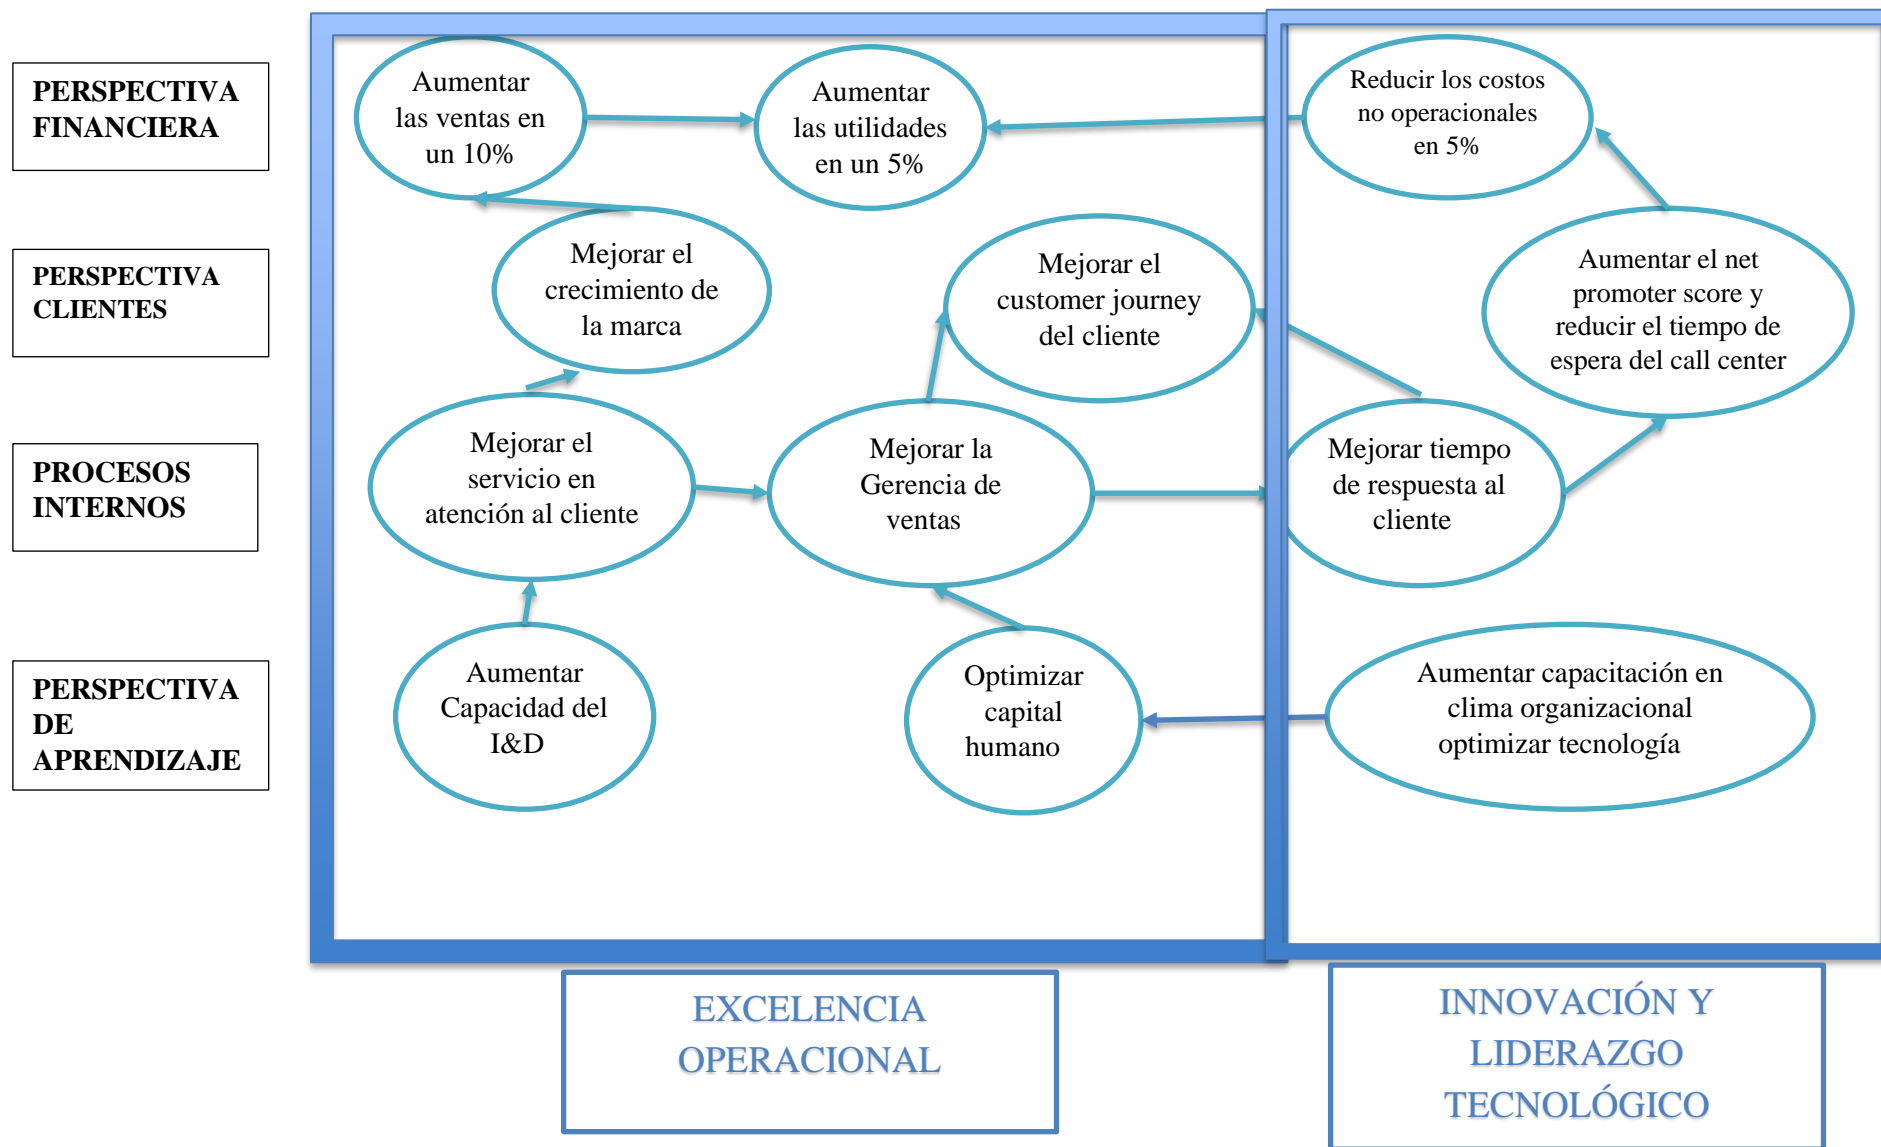 PERSPECTIVA
FINANCIERA
Aumentar
las ventas en
un 10%
Aumentar
las utilidades
en un 5%
Reducir los costos
no operacionales
en 5%
PERSPECTIVA
CLIENTES
Mejorar el
crecimiento de
la marca
Mejorar el
customer journey
del cliente
Aumentar el net
promoter score y
reducir el tiempo de
espera del call center
PROCESOS
INTERNOS
Mejorar el
servicio en
atención al cliente
Mejorar la
Gerencia de
ventas
Mejorar tiempo
de respuesta al
cliente
PERSPECTIVA
DE
APRENDIZAJE
Aumentar
Capacidad del
I&D
Optimizar
capital
humano
Aumentar capacitación en
clima organizacional
optimizar tecnología
EXCELENCIA
OPERACIONAL
INNOVACIÓN Y
LIDERAZGO
TECNOLÓGICO